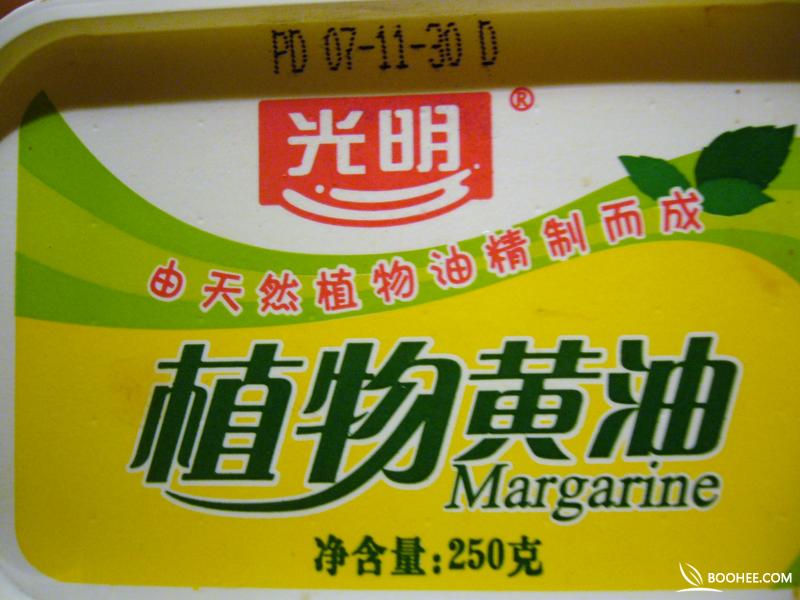 PD 07-11-30 D
光明®
由天然植物油精制而成
植物黄油
Margarine
净含量:250克
BOOHEE.COM